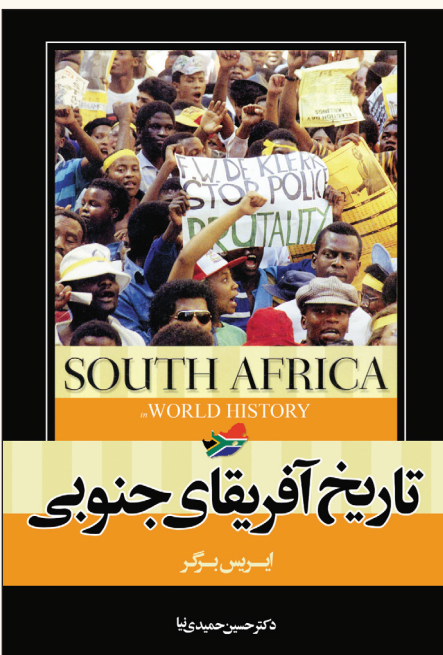 F.W. DE KLERK
STOP POLICE
BRUTALITY
SOUTH AFRICA
in WORLD HISTORY
تاریخ آفریقای جنوبی
ایریس برگر
دکتر حسین حمیدی‌نیا